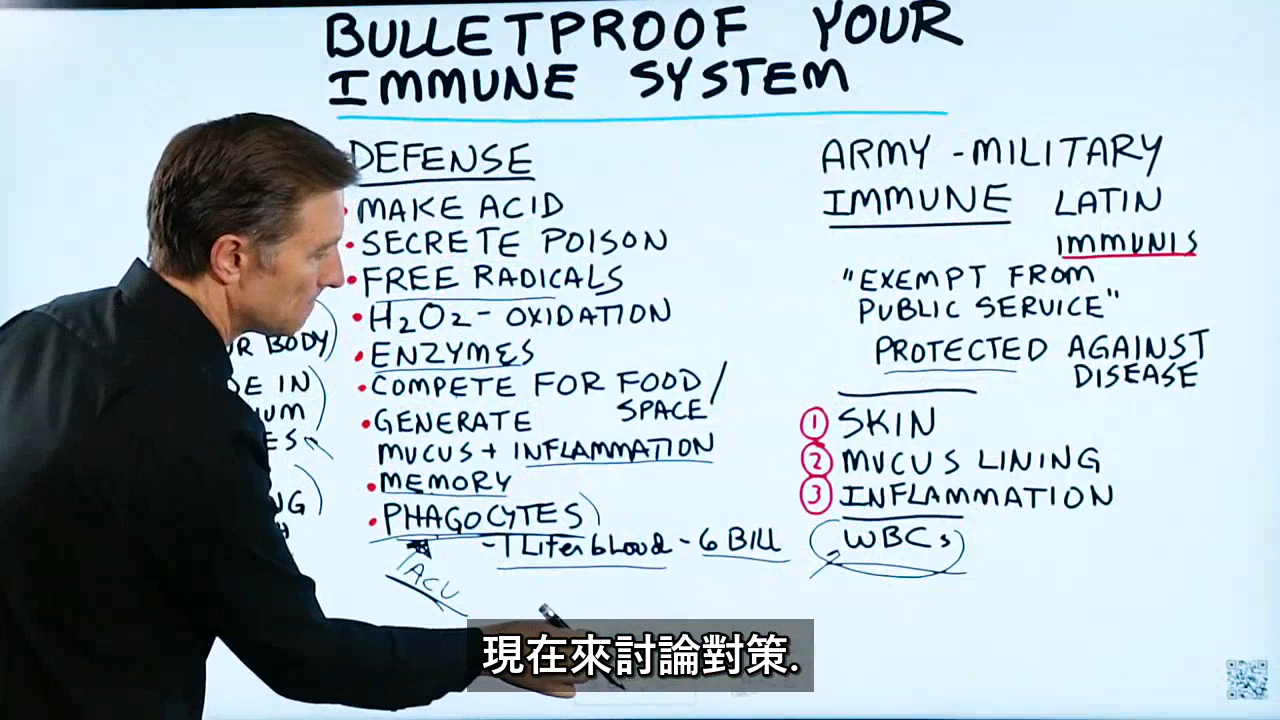 BULLETPROOF YOUR
IMMUNE SYSTEM
DEFENSE
• MAKE ACID
• SECRETE POISON
• FREE RADICALS
• H2O2 - OXIDATION
• ENZYMES
• COMPETE FOR FOOD /
SPACE
• GENERATE
MUCUS + INFLAMMATION
• MEMORY
• PHAGOCYTES)
- 1 Liter blood - 6 BILL
ARMY - MILITARY
IMMUNE LATIN
IMMUNIS
"EXEMPT FROM
PUBLIC SERVICE"
PROTECTED AGAINST
DISEASE
1 SKIN
2 MUCUS LINING
3 INFLAMMATION
(WBCs)
BODY)
IN
現在來討論對策.